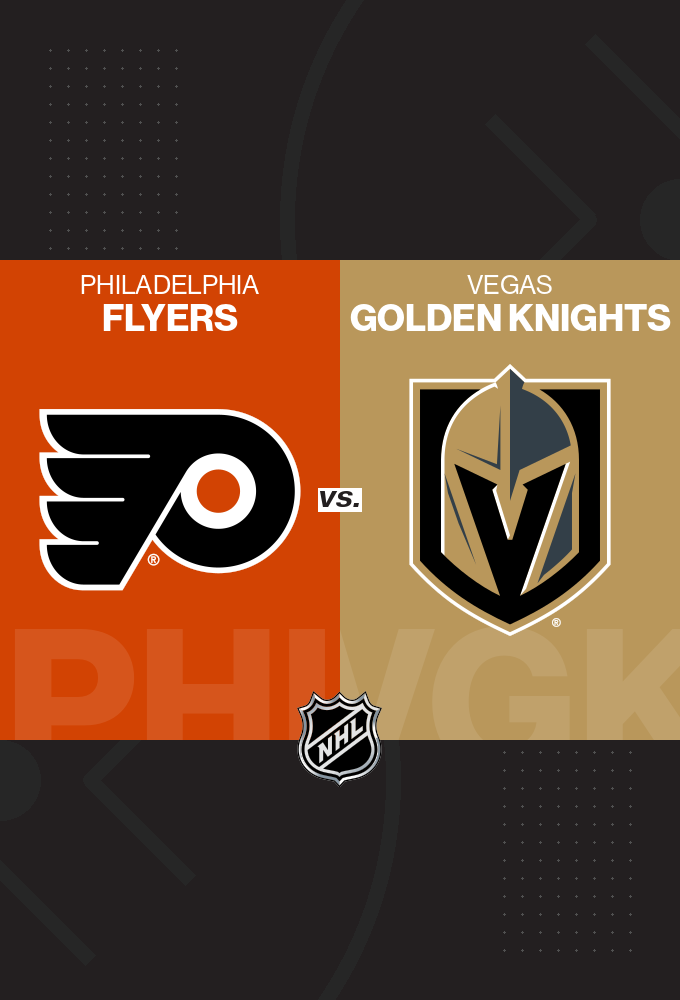 PHILADELPHIA
FLYERS
VEGAS
GOLDEN KNIGHTS
vs.
®
®
PHI
VGK
NHL